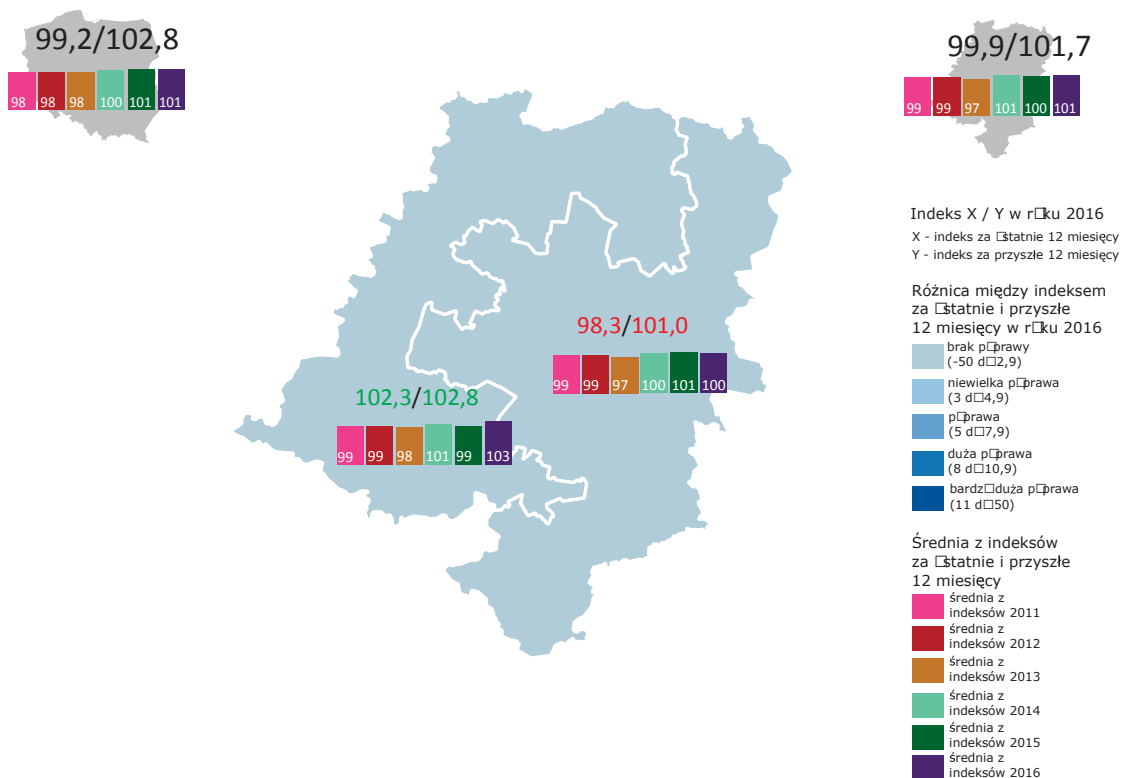 99,2/102,8
98 98 98 100 101 101
99,9/101,7
99 99 97 101 100 101
98,3/101,0
99 99 97 100 101 100
102,3/102,8
99 99 98 101 99 103
Indeks X / Y w r□ku 2016
X - indeks za □statnie 12 miesięcy
Y - indeks za przyszłe 12 miesięcy
Różnica między indeksem
za □statnie i przyszłe
12 miesięcy w r□ku 2016
brak p□prawy
(-50 d□2,9)
niewielka p□prawa
(3 d□4,9)
p□prawa
(5 d□7,9)
duża p□prawa
(8 d□10,9)
bardz□duża p□prawa
(11 d□50)
Średnia z indeksów
za □statnie i przyszłe
12 miesięcy
średnia z
indeksów 2011
średnia z
indeksów 2012
średnia z
indeksów 2013
średnia z
indeksów 2014
średnia z
indeksów 2015
średnia z
indeksów 2016